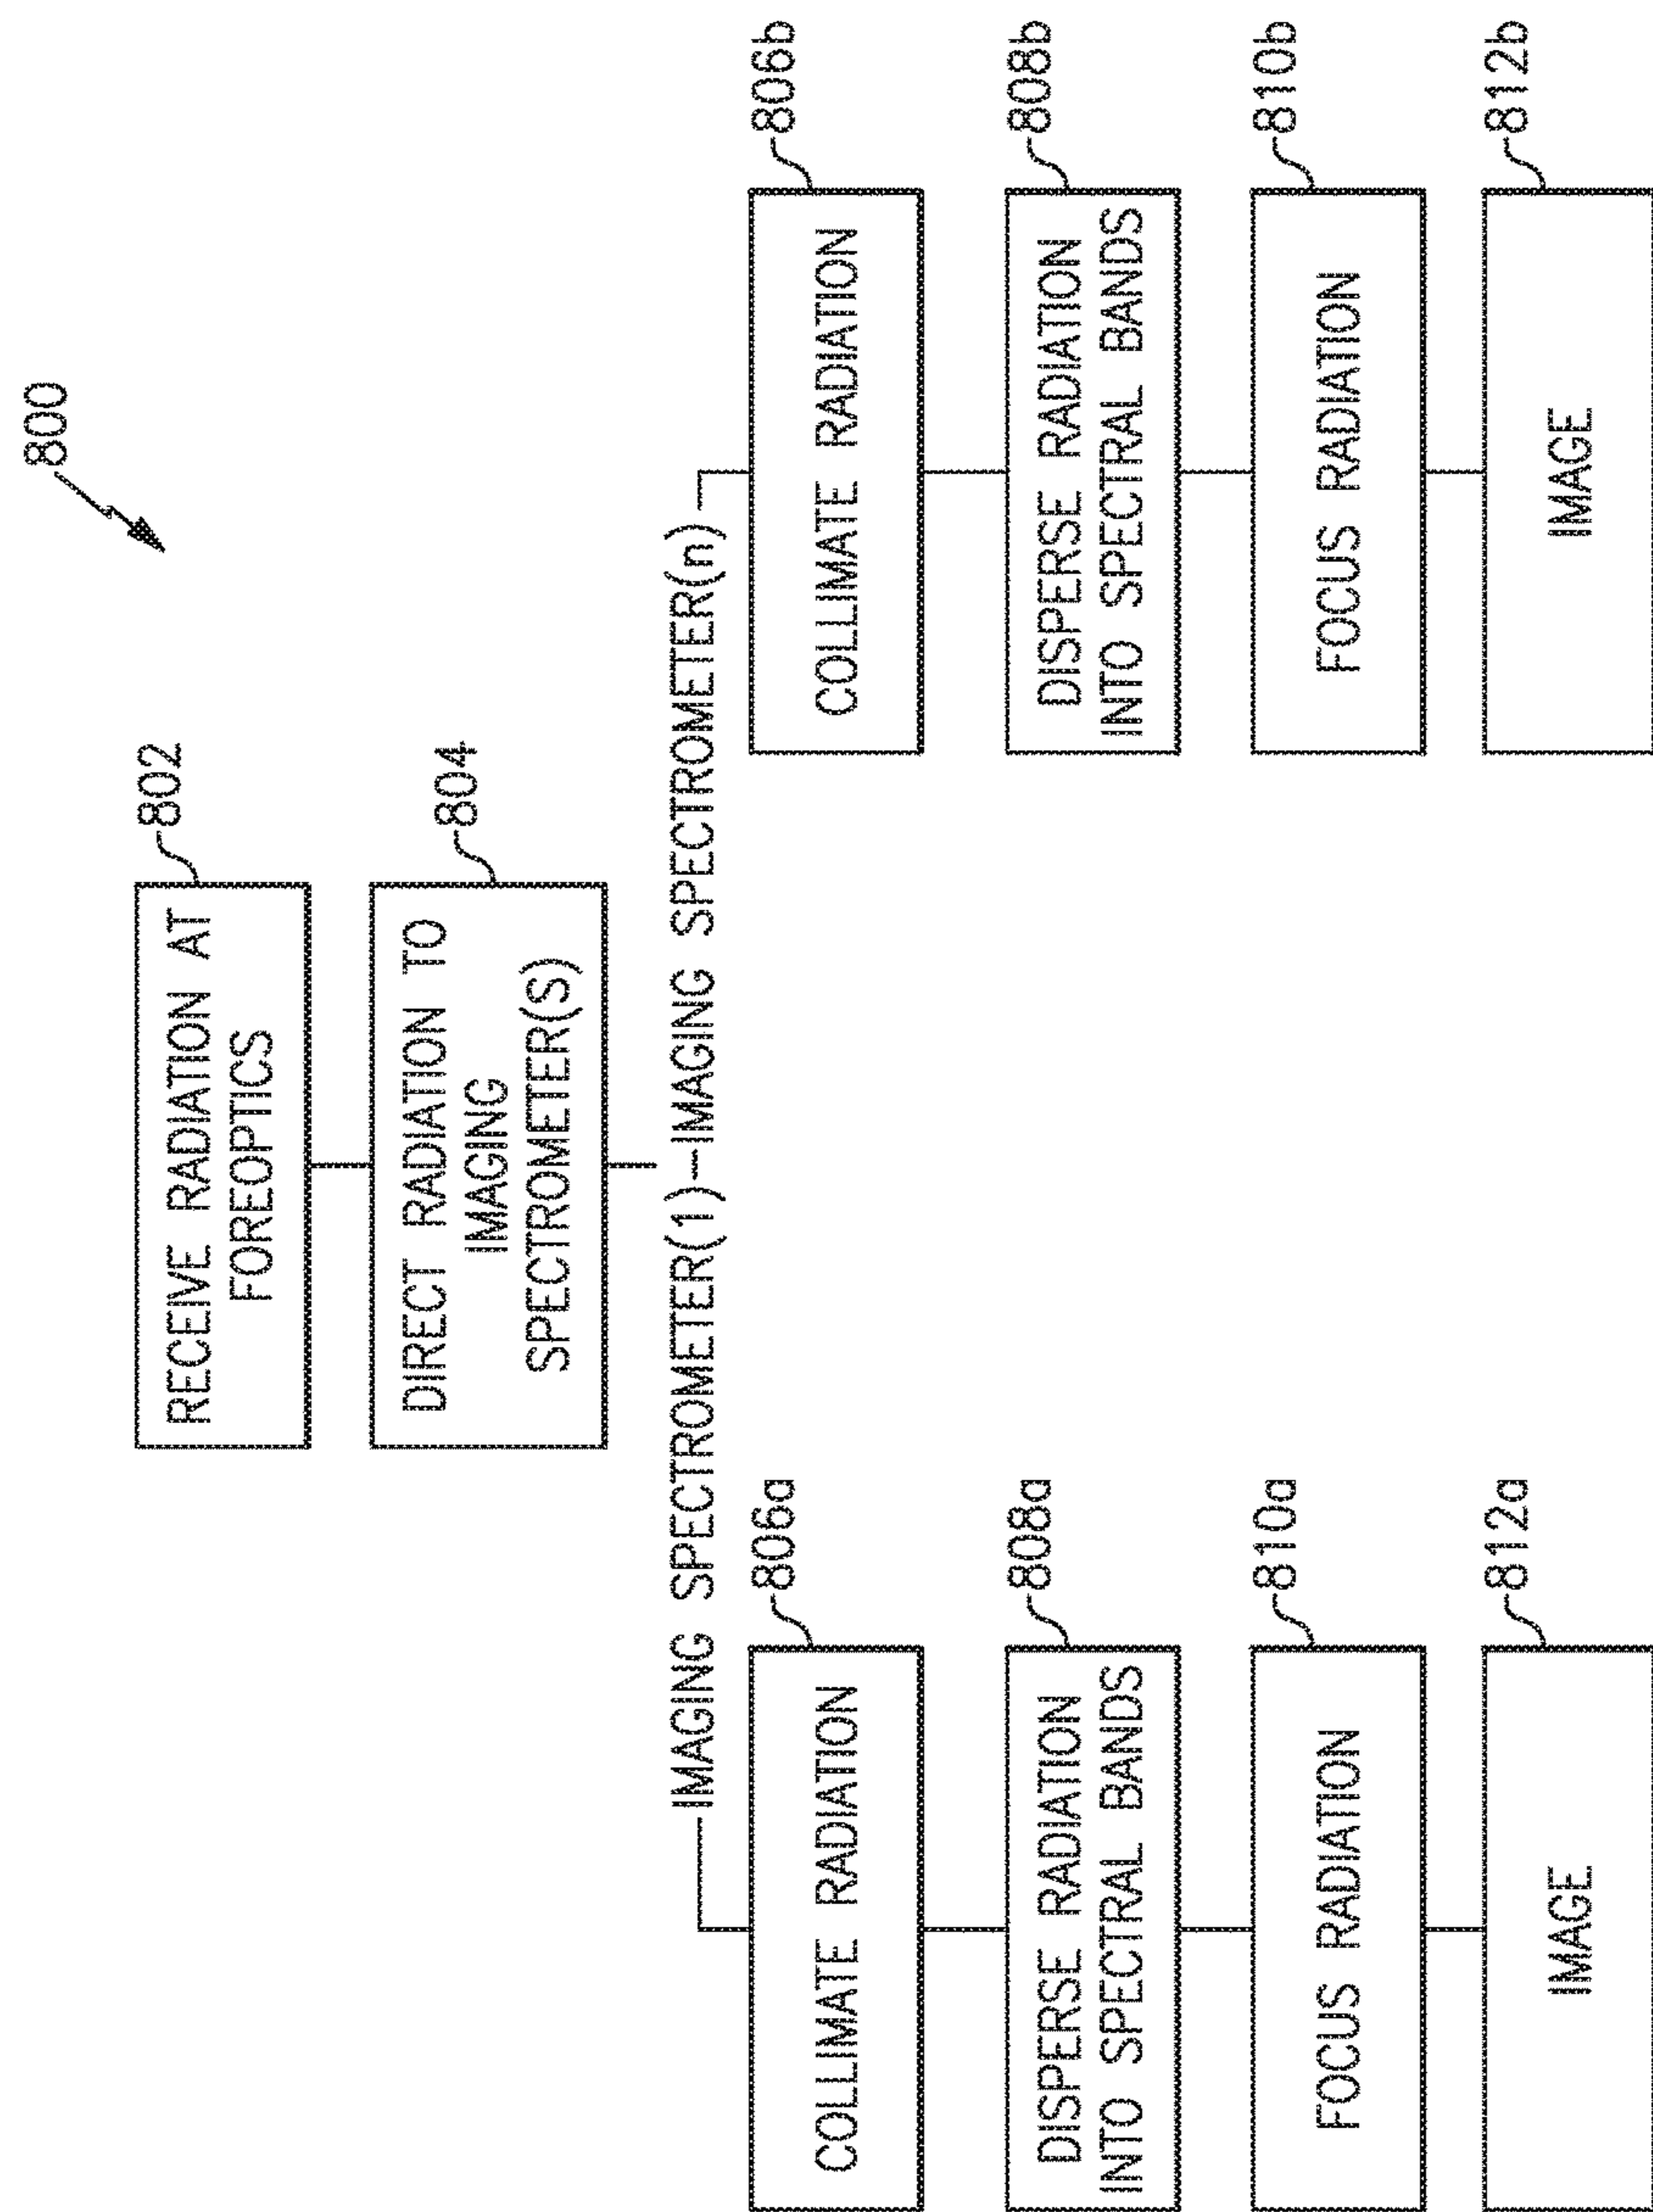 800
RECEIVE RADIATION AT
FOREOPTICS
802
DIRECT RADIATION TO
IMAGING
SPECTROMETER(S)
804
IMAGING SPECTROMETER(1)
IMAGING SPECTROMETER(n)
COLLIMATE RADIATION
806a
DISPERSE RADIATION
INTO SPECTRAL BANDS
808a
FOCUS RADIATION
810a
IMAGE
812a
COLLIMATE RADIATION
806b
DISPERSE RADIATION
INTO SPECTRAL BANDS
808b
FOCUS RADIATION
810b
IMAGE
812b